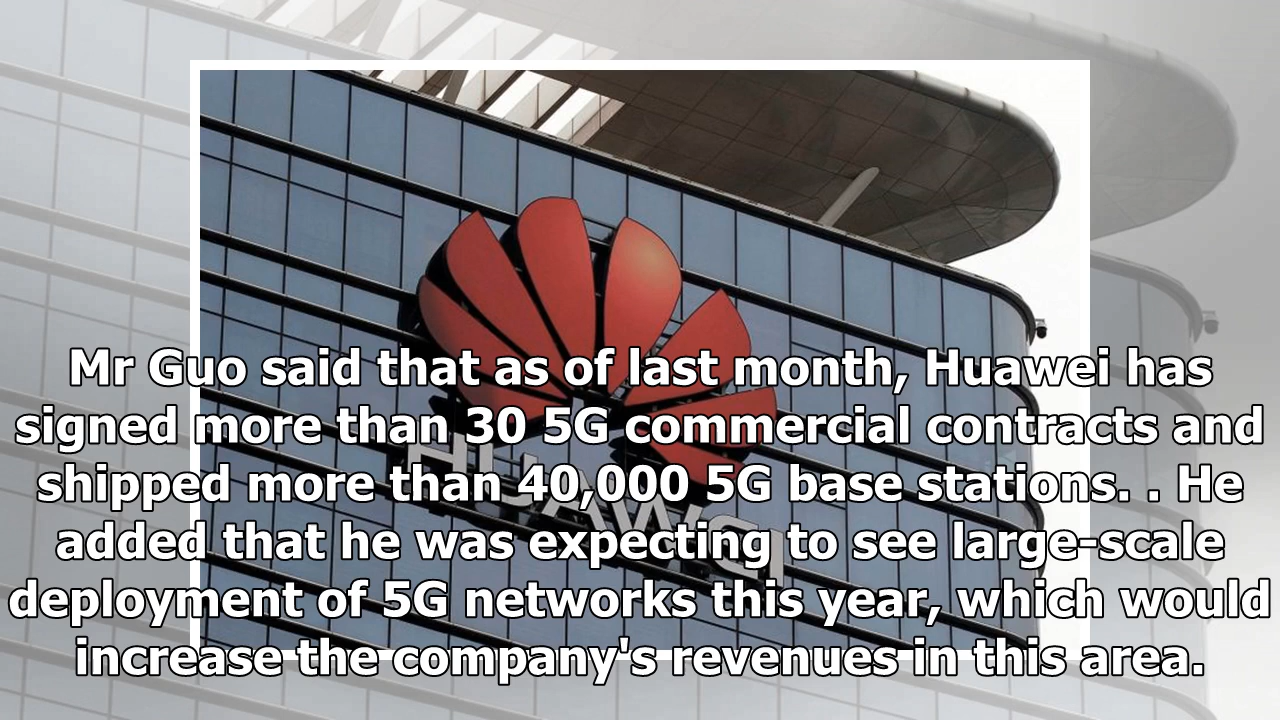 Mr Guo said that as of last month, Huawei has
signed more than 30 5G commercial contracts and
shipped more than 40,000 5G base stations. . He
added that he was expecting to see large-scale
deployment of 5G networks this year, which would
increase the company's revenues in this area.
HUAWEI